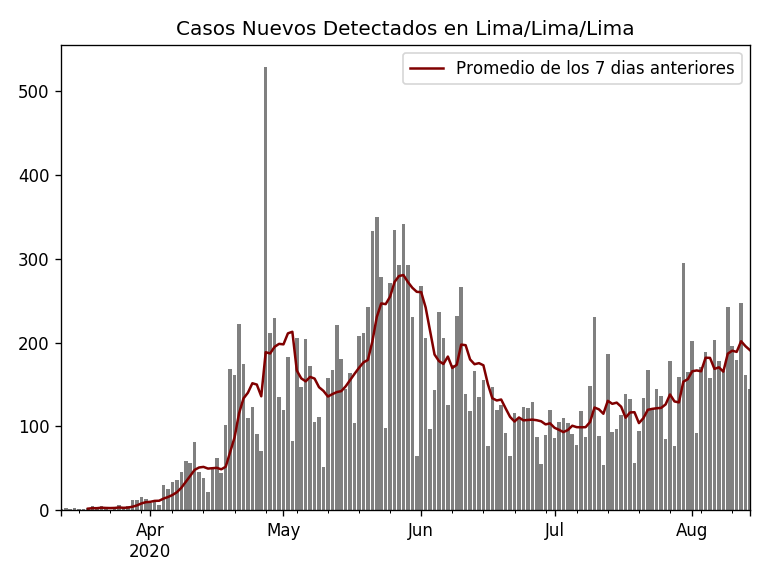 Casos Nuevos Detectados en Lima/Lima/Lima
Promedio de los 7 dias anteriores
500
400
300
200
100
0
Apr
2020
May
Jun
Jul
Aug